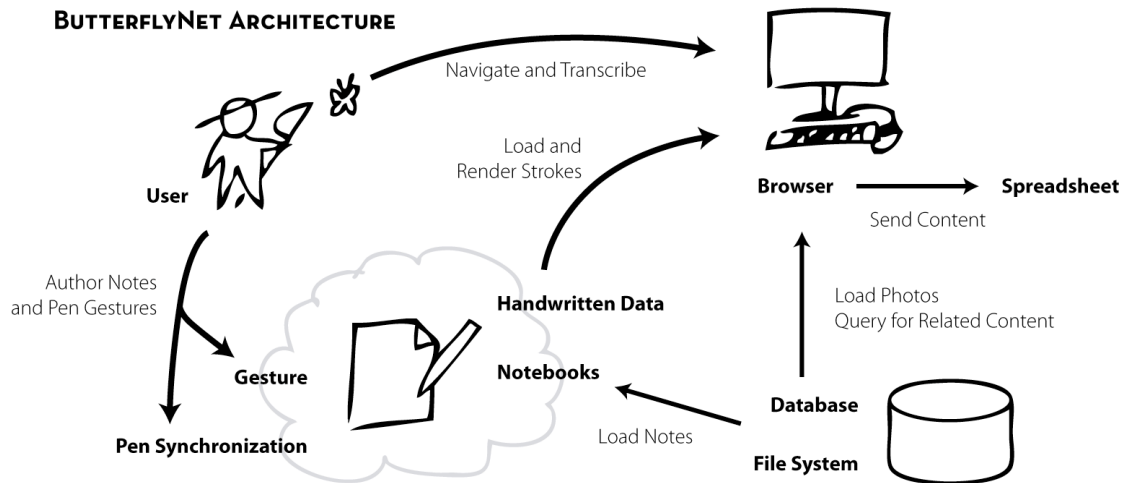 BUTTERFLYNET ARCHITECTURE
Navigate and Transcribe
Load and
Render Strokes
User
Browser
Spreadsheet
Send Content
Author Notes
and Pen Gestures
Handwritten Data
Load Photos
Query for Related Content
Gesture
Notebooks
Database
Pen Synchronization
Load Notes
File System